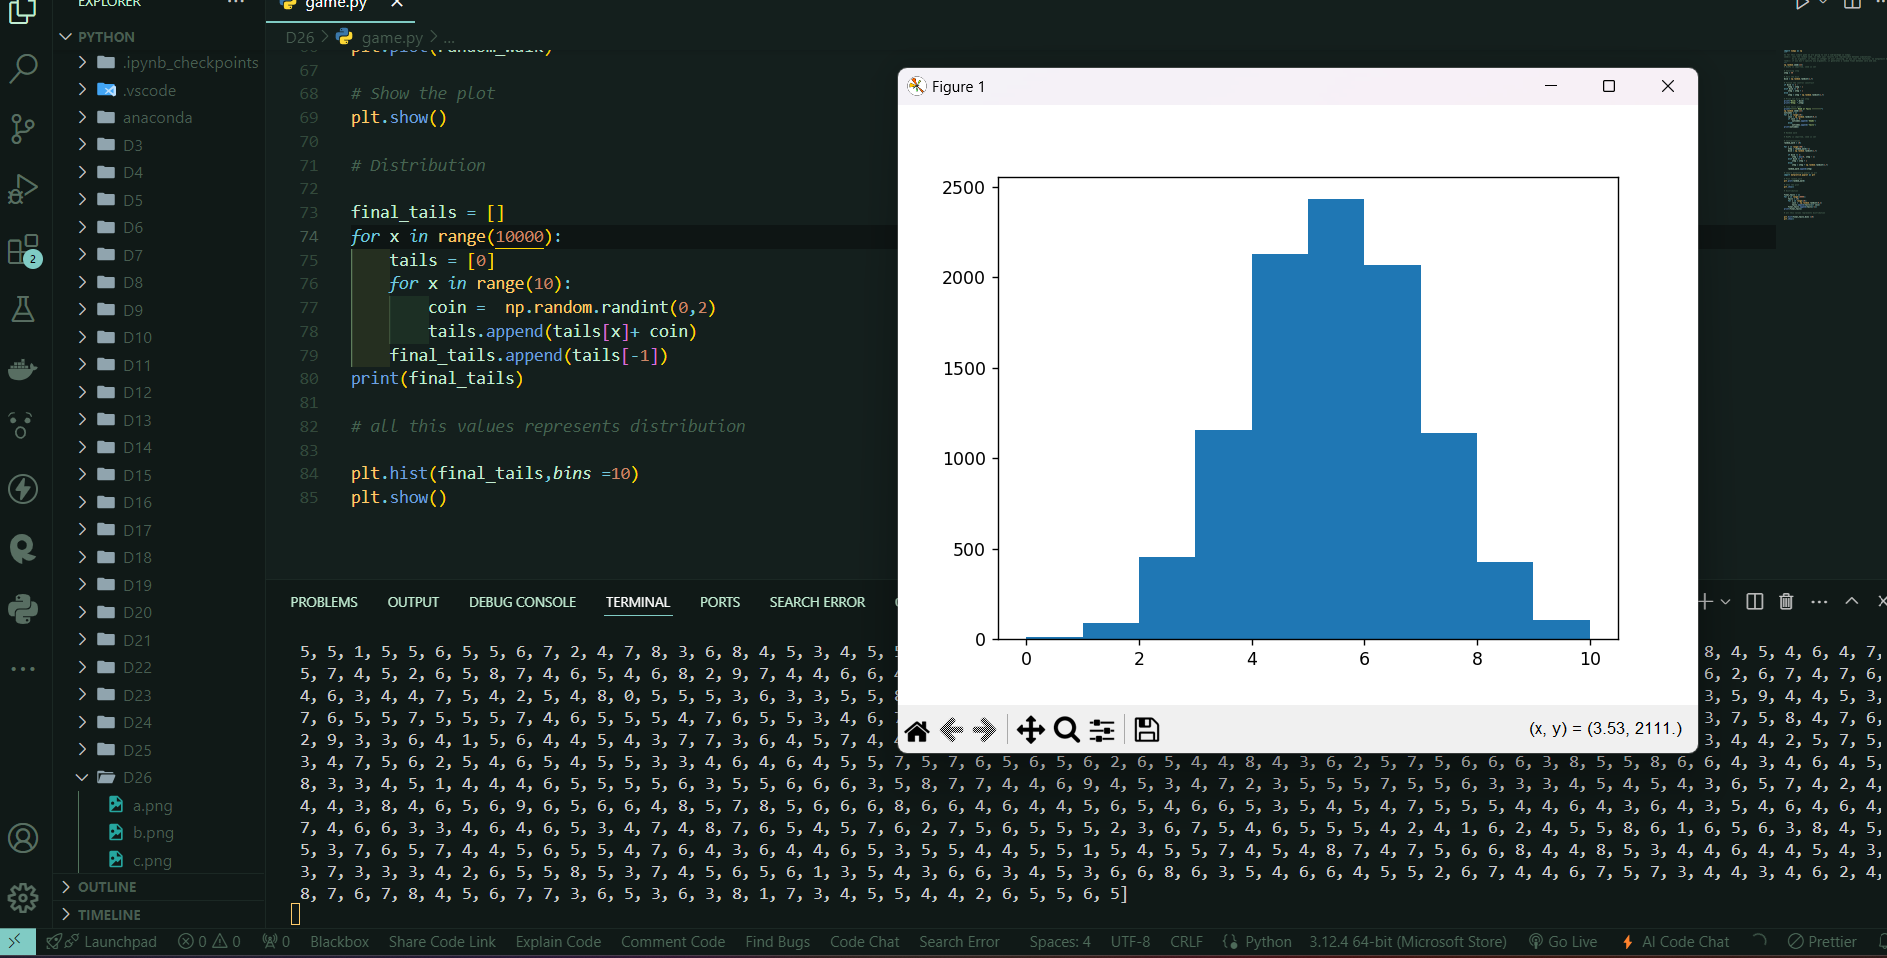 EXPLORER
PYTHON
.ipynb_checkpoints
.vscode
anaconda
D3
D4
D5
D6
D7
D8
D9
D10
D11
D12
D13
D14
D15
D16
D17
D18
D19
D20
D21
D22
D23
D24
D25
D26
a.png
b.png
c.png
OUTLINE
TIMELINE
2
game.py
D26 > game.py > ...
66 plt.plot(random_walk)
67
68 # Show the plot
69 plt.show()
70
71 # Distribution
72
73 final_tails = []
74 for x in range(10000):
75 tails = [0]
76 for x in range(10):
77 coin =  np.random.randint(0,2)
78 tails.append(tails[x]+ coin)
79 final_tails.append(tails[-1])
80 print(final_tails)
81
82 # all this values represents distribution
83
84 plt.hist(final_tails,bins =10)
85 plt.show()
Figure 1
2500
2000
1500
1000
500
0
0 2 4 6 8 10
(x, y) = (3.53, 2111.)
PROBLEMS OUTPUT DEBUG CONSOLE TERMINAL PORTS SEARCH ERROR
5, 5, 1, 5, 5, 6, 5, 5, 6, 7, 2, 4, 7, 8, 3, 6, 8, 4, 5, 3, 4, 5, 8, 4, 5, 4, 6, 4, 7,
5, 7, 4, 5, 2, 6, 5, 8, 7, 4, 6, 5, 4, 6, 8, 2, 9, 7, 4, 4, 6, 6, 6, 2, 6, 7, 4, 7, 6,
4, 6, 3, 4, 4, 7, 5, 4, 2, 5, 4, 8, 0, 5, 5, 5, 3, 6, 3, 3, 5, 5, 3, 5, 9, 4, 4, 5, 3,
7, 6, 5, 5, 7, 5, 5, 5, 7, 4, 6, 5, 5, 5, 4, 7, 6, 5, 5, 3, 4, 6, 3, 7, 5, 8, 4, 7, 6,
2, 9, 3, 3, 6, 4, 1, 5, 6, 4, 4, 5, 4, 3, 7, 7, 3, 6, 4, 5, 7, 4, 3, 4, 4, 2, 5, 7, 5,
3, 4, 7, 5, 6, 2, 5, 4, 6, 5, 4, 5, 5, 3, 3, 4, 6, 4, 6, 4, 5, 5, 7, 5, 7, 6, 5, 6, 5, 6, 2, 6, 5, 4, 4, 8, 4, 3, 6, 2, 5, 7, 5, 6, 6, 6, 3, 8, 5, 5, 8, 6, 6, 4, 3, 4, 6, 4, 5,
8, 3, 3, 4, 5, 1, 4, 4, 4, 6, 5, 5, 5, 5, 6, 3, 5, 5, 6, 6, 6, 3, 5, 8, 7, 7, 4, 4, 6, 9, 4, 5, 3, 4, 7, 2, 3, 5, 5, 5, 7, 5, 5, 6, 3, 3, 3, 4, 5, 4, 5, 4, 3, 6, 5, 7, 4, 2, 4,
4, 4, 3, 8, 4, 6, 5, 6, 9, 6, 5, 6, 6, 4, 8, 5, 7, 8, 5, 6, 6, 6, 8, 6, 6, 4, 6, 4, 4, 5, 6, 5, 4, 6, 6, 5, 3, 5, 4, 5, 4, 7, 5, 5, 5, 4, 4, 6, 4, 3, 6, 4, 3, 5, 4, 6, 4, 6, 4,
7, 4, 6, 6, 3, 3, 4, 6, 4, 6, 5, 3, 4, 7, 4, 8, 7, 6, 5, 4, 5, 7, 6, 2, 7, 5, 6, 5, 5, 5, 2, 3, 6, 7, 5, 4, 6, 5, 5, 5, 4, 2, 4, 1, 6, 2, 4, 5, 5, 8, 6, 1, 6, 5, 6, 3, 8, 4, 5,
5, 3, 7, 6, 5, 7, 4, 4, 5, 6, 5, 5, 4, 7, 6, 4, 3, 6, 4, 4, 6, 5, 3, 5, 5, 4, 4, 5, 5, 1, 5, 4, 5, 5, 7, 4, 5, 4, 8, 7, 4, 7, 5, 6, 6, 8, 4, 4, 8, 5, 3, 4, 4, 6, 4, 4, 5, 4, 3,
3, 7, 3, 3, 3, 4, 2, 6, 5, 5, 8, 5, 3, 7, 4, 5, 6, 5, 6, 1, 3, 5, 4, 3, 6, 6, 3, 4, 5, 3, 6, 6, 8, 6, 3, 5, 4, 6, 6, 4, 5, 5, 2, 6, 7, 4, 4, 6, 7, 5, 7, 3, 4, 4, 3, 4, 6, 2, 4,
8, 7, 6, 7, 8, 4, 5, 6, 7, 7, 3, 6, 5, 3, 6, 3, 8, 1, 7, 3, 4, 5, 5, 4, 4, 2, 6, 5, 5, 6, 5]
Launchpad 0 0 0 Blackbox Share Code Link Explain Code Comment Code Find Bugs Code Chat Search Error Spaces: 4 UTF-8 CRLF Python 3.12.4 64-bit (Microsoft Store) Go Live AI Code Chat Prettier